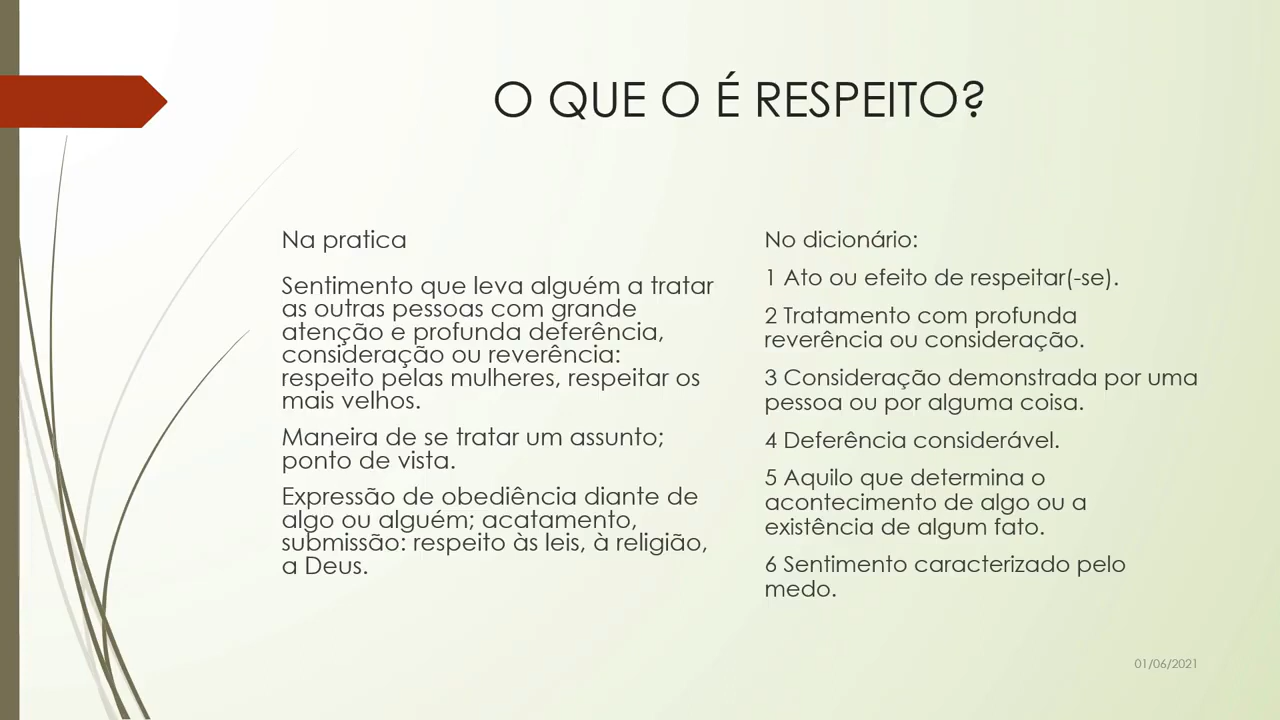 O QUE O É RESPEITO?
Na pratica
Sentimento que leva alguém a tratar
as outras pessoas com grande
atenção e profunda deferência,
consideração ou reverência:
respeito pelas mulheres, respeitar os
mais velhos.
Maneira de se tratar um assunto;
ponto de vista.
Expressão de obediência diante de
algo ou alguém; acatamento,
submissão: respeito às leis, à religião,
a Deus.
No dicionário:
1 Ato ou efeito de respeitar(-se).
2 Tratamento com profunda
reverência ou consideração.
3 Consideração demonstrada por uma
pessoa ou por alguma coisa.
4 Deferência considerável.
5 Aquilo que determina o
acontecimento de algo ou a
existência de algum fato.
6 Sentimento caracterizado pelo
medo.
01/06/2021